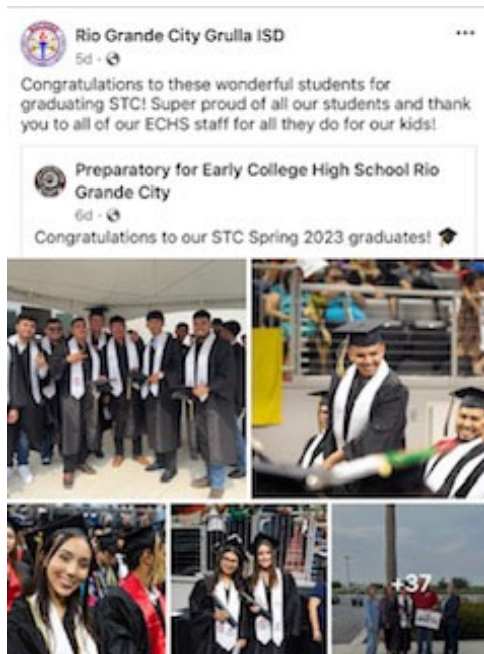 Rio Grande City Grulla ISD
5d ·
Congratulations to these wonderful students for
graduating STC! Super proud of all our students and thank
you to all of our ECHS staff for all they do for our kids!
Preparatory for Early College High School Rio
Grande City
6d ·
Congratulations to our STC Spring 2023 graduates! 🎓
+37